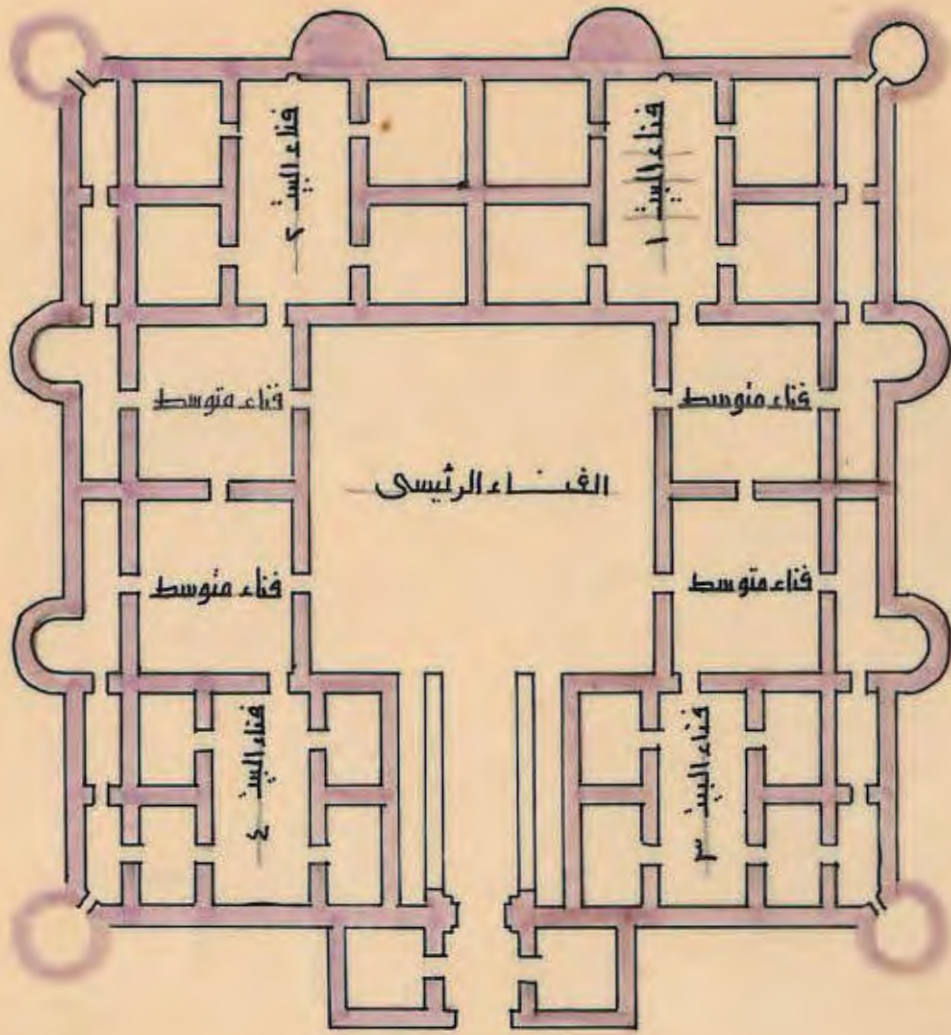 فناء البيت ١
فناء البيت ٢
فناء متوسط
فناء متوسط
الفناء الرئيسى
فناء متوسط
فناء متوسط
فناء البيت ٣
فناء البيت ٤